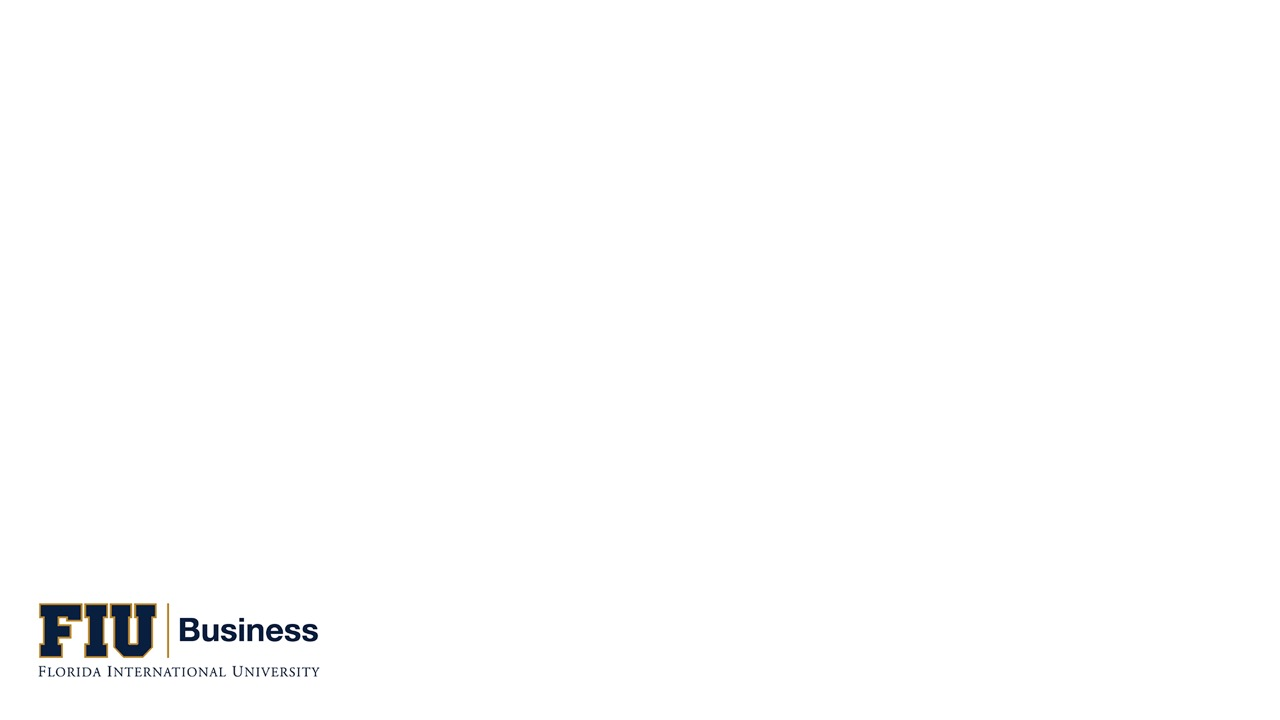 FIU Business
FLORIDA INTERNATIONAL UNIVERSITY